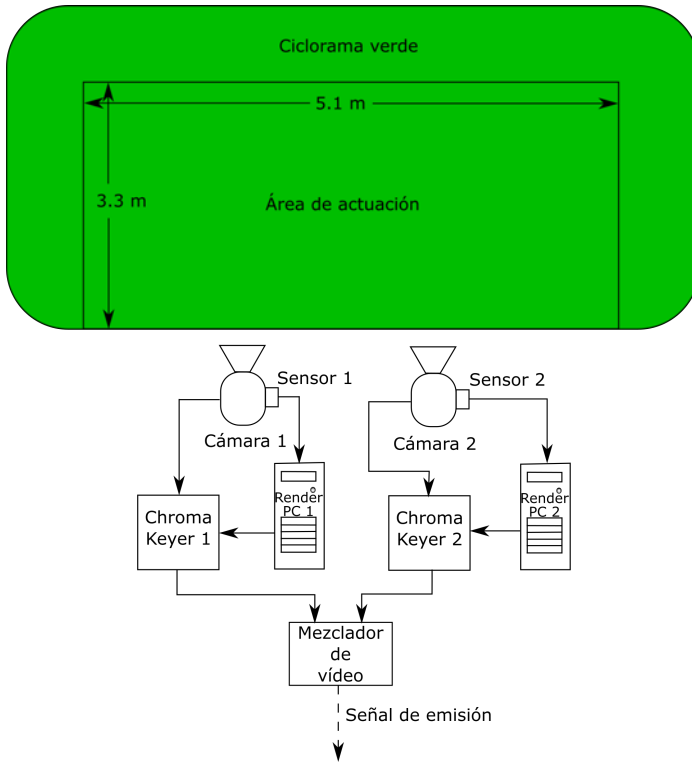 Ciclorama verde
5.1 m
3.3 m
Área de actuación
Sensor 1
Cámara 1
Sensor 2
Cámara 2
Render
PC 1
Chroma
Keyer 1
Render
PC 2
Chroma
Keyer 2
Mezclador
de
vídeo
Señal de emisión